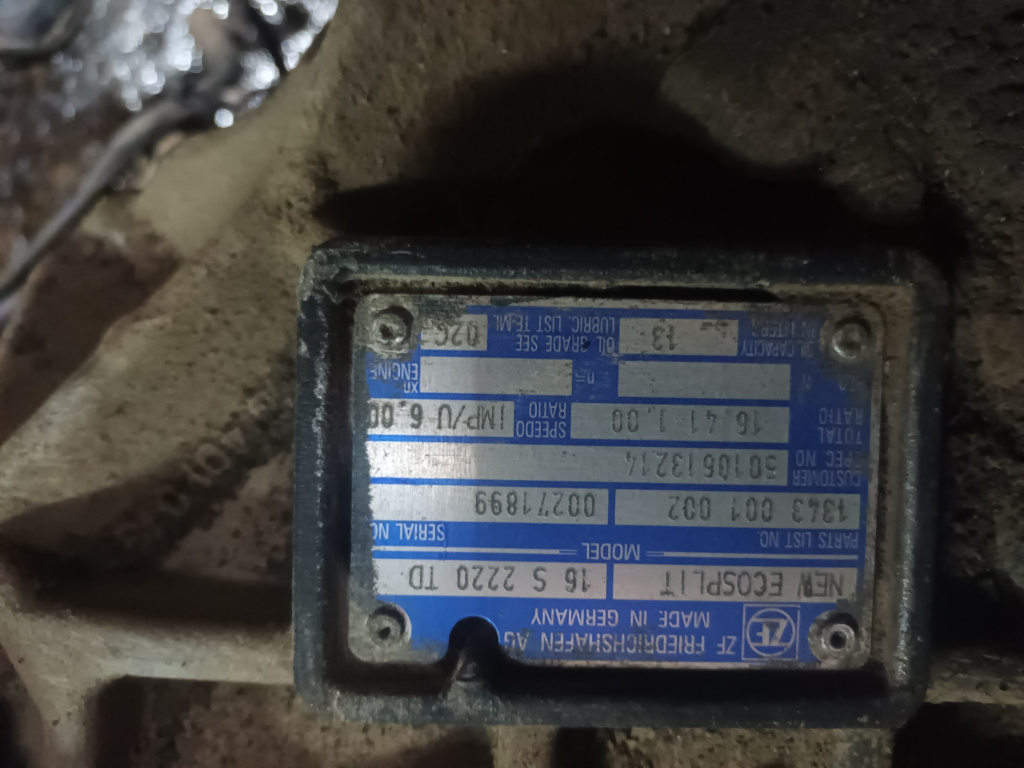 ZF
ZF FRIEDRICHSHAFEN AG
MADE IN GERMANY
NEW ECOSPLIT 16 S 2220 TD
MODEL
PARTS LIST NO. SERIAL NO
1343 001 002 00271899
CUSTOMER SPEC. NO 5010613214
TOTAL RATIO 16.41-1.00 SPEEDO RATIO IMP/U 6.00
N n= ENGINE
OIL CAPACITY IN LITERS 13 OIL GRADE SEE LUBRIC. LIST TE-ML 02